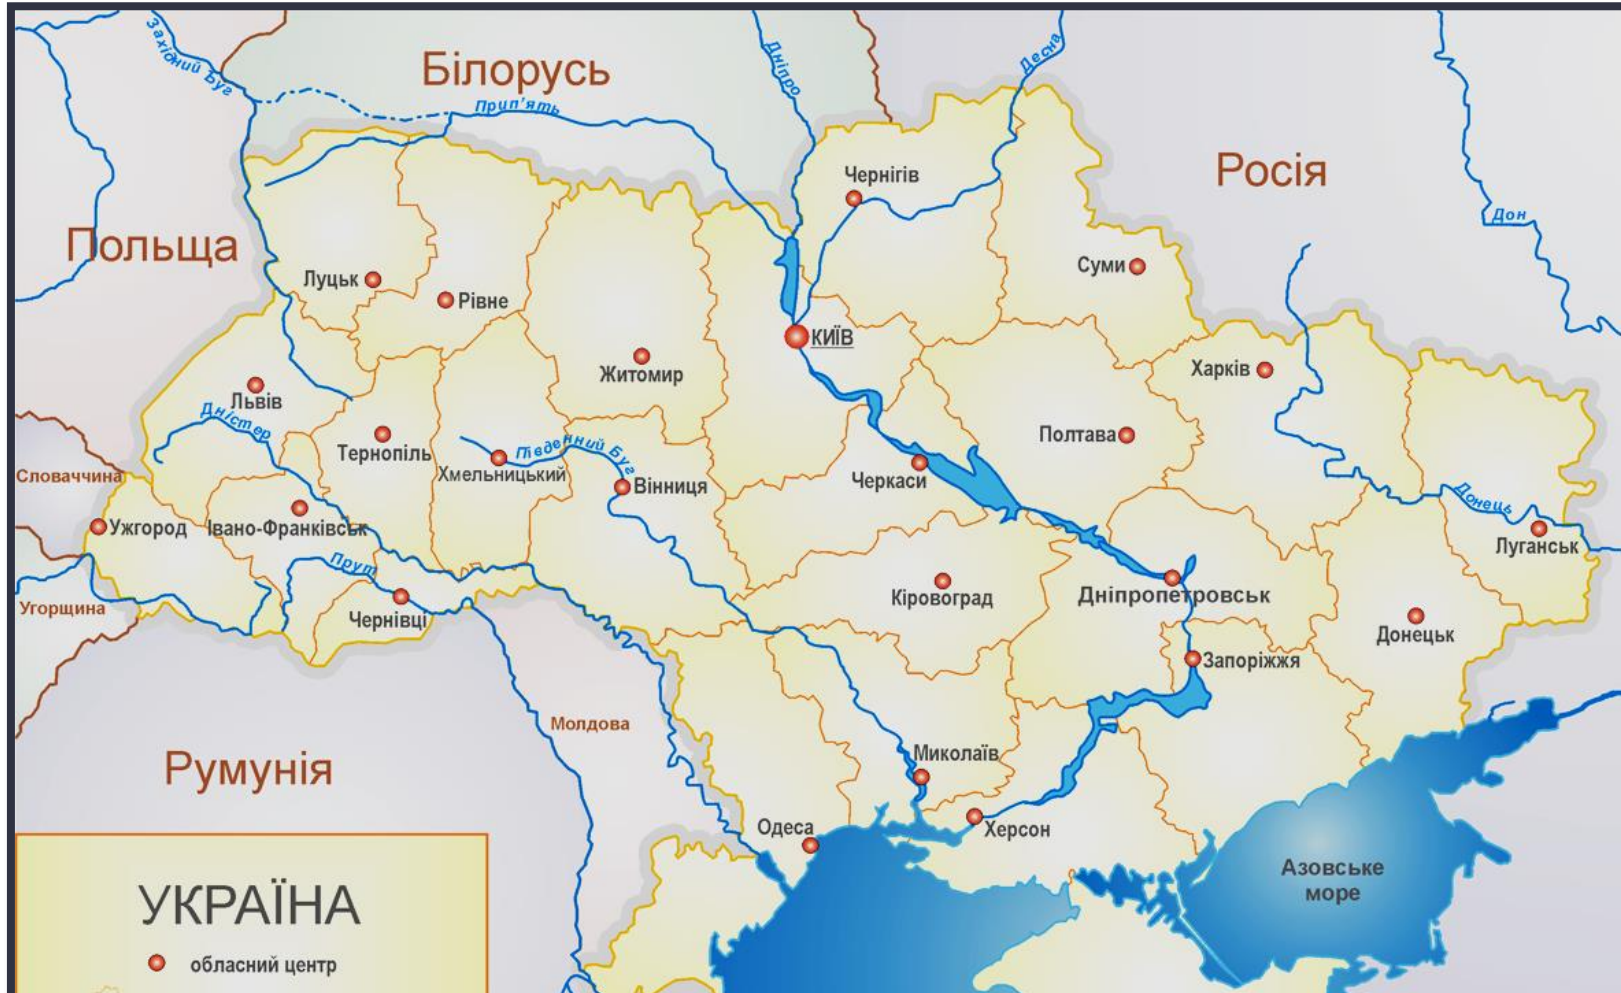 Західний Буг
Білорусь
Дніпро
Десна
Прип'ять
Росія
Чернігів
Дон
Польща
Суми
Луцьк
Рівне
КИЇВ
Житомир
Харків
Львів
Дністер
Тернопіль
Південний Буг
Полтава
Хмельницький
Вінниця
Черкаси
Словаччина
Донець
Ужгород
Івано-Франківськ
Луганськ
Прут
Угорщина
Чернівці
Кіровоград
Дніпропетровськ
Донецьк
Запоріжжя
Молдова
Румунія
Миколаїв
Одеса
Херсон
Азовське
море
УКРАЇНА
обласний центр